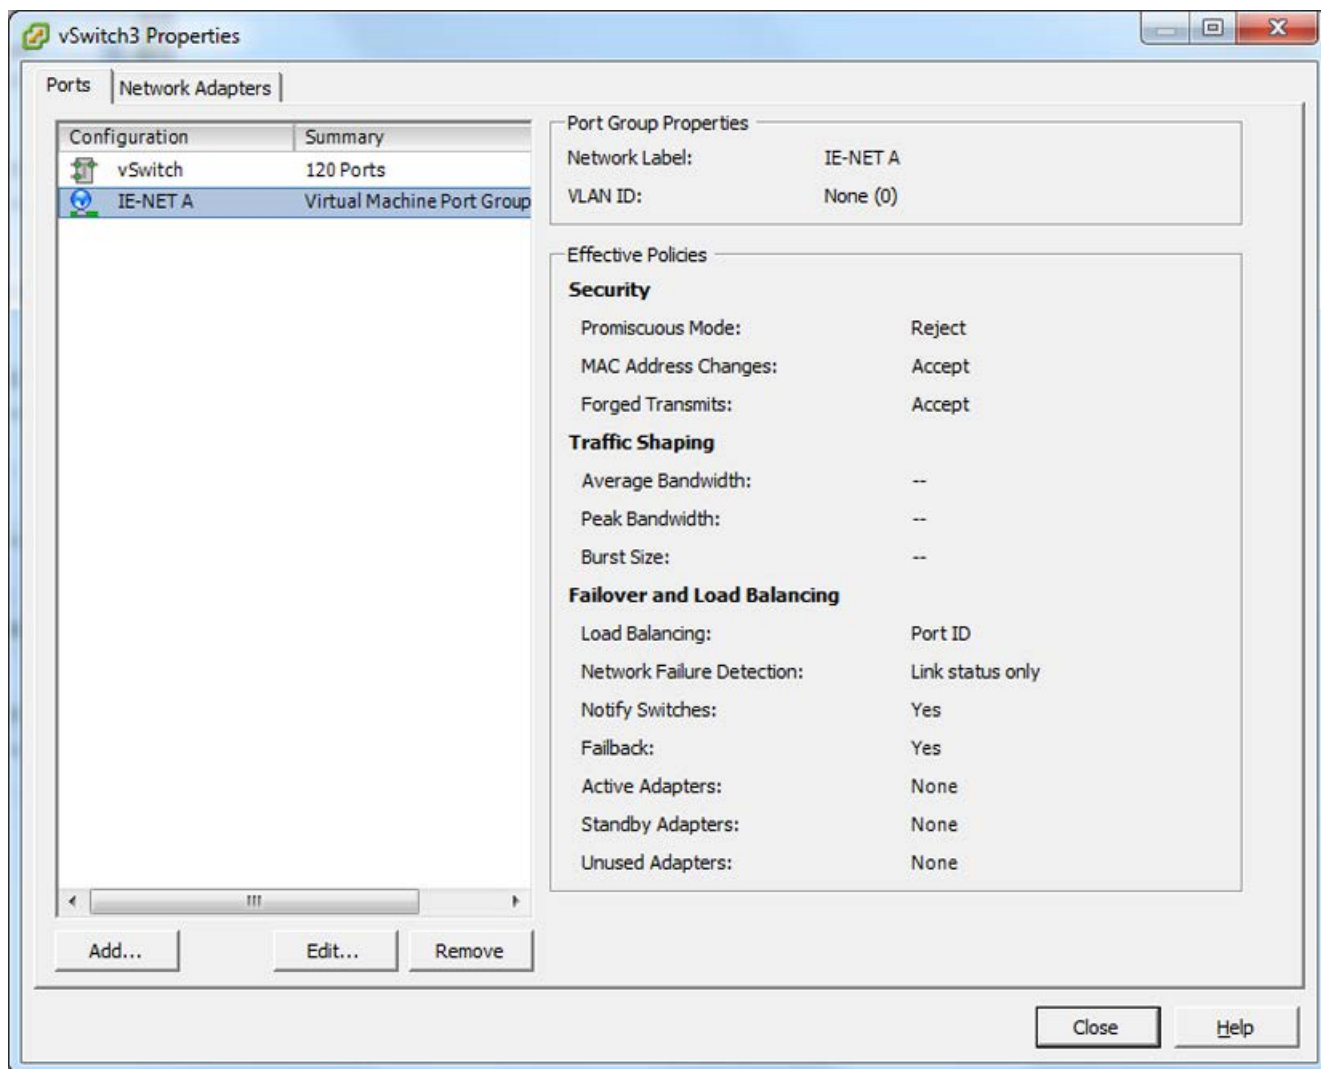 vSwitch3 Properties
Ports Network Adapters
Configuration Summary
vSwitch 120 Ports
IE-NET A Virtual Machine Port Group
Add... Edit... Remove
Port Group Properties
Network Label: IE-NET A
VLAN ID: None (0)
Effective Policies
Security
Promiscuous Mode: Reject
MAC Address Changes: Accept
Forged Transmits: Accept
Traffic Shaping
Average Bandwidth: --
Peak Bandwidth: --
Burst Size: --
Failover and Load Balancing
Load Balancing: Port ID
Network Failure Detection: Link status only
Notify Switches: Yes
Failback: Yes
Active Adapters: None
Standby Adapters: None
Unused Adapters: None
Close Help